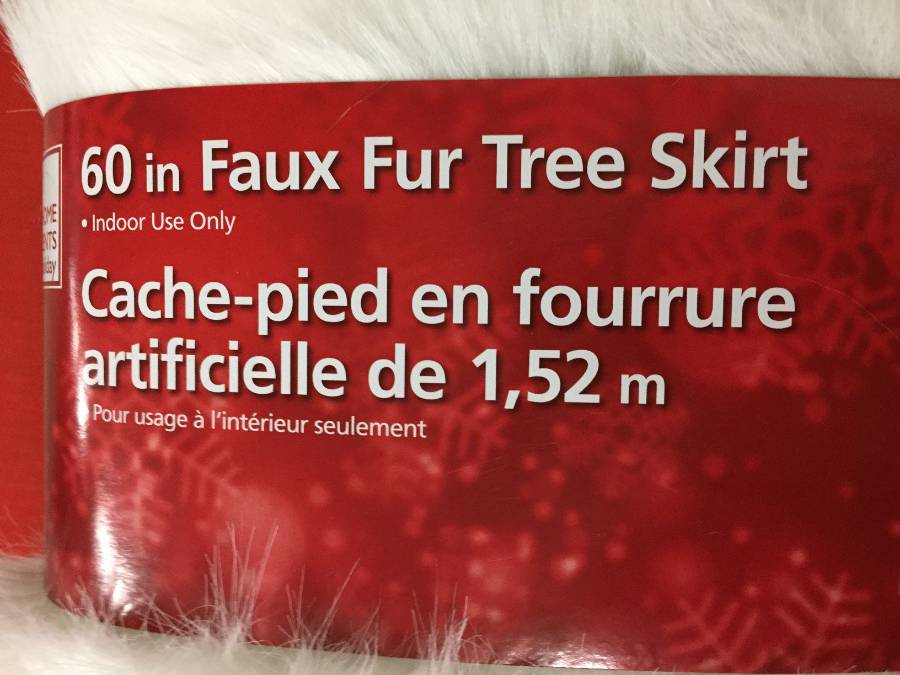 60 in Faux Fur Tree Skirt
• Indoor Use Only
Cache-pied en fourrure
artificielle de 1,52 m
Pour usage à l'intérieur seulement